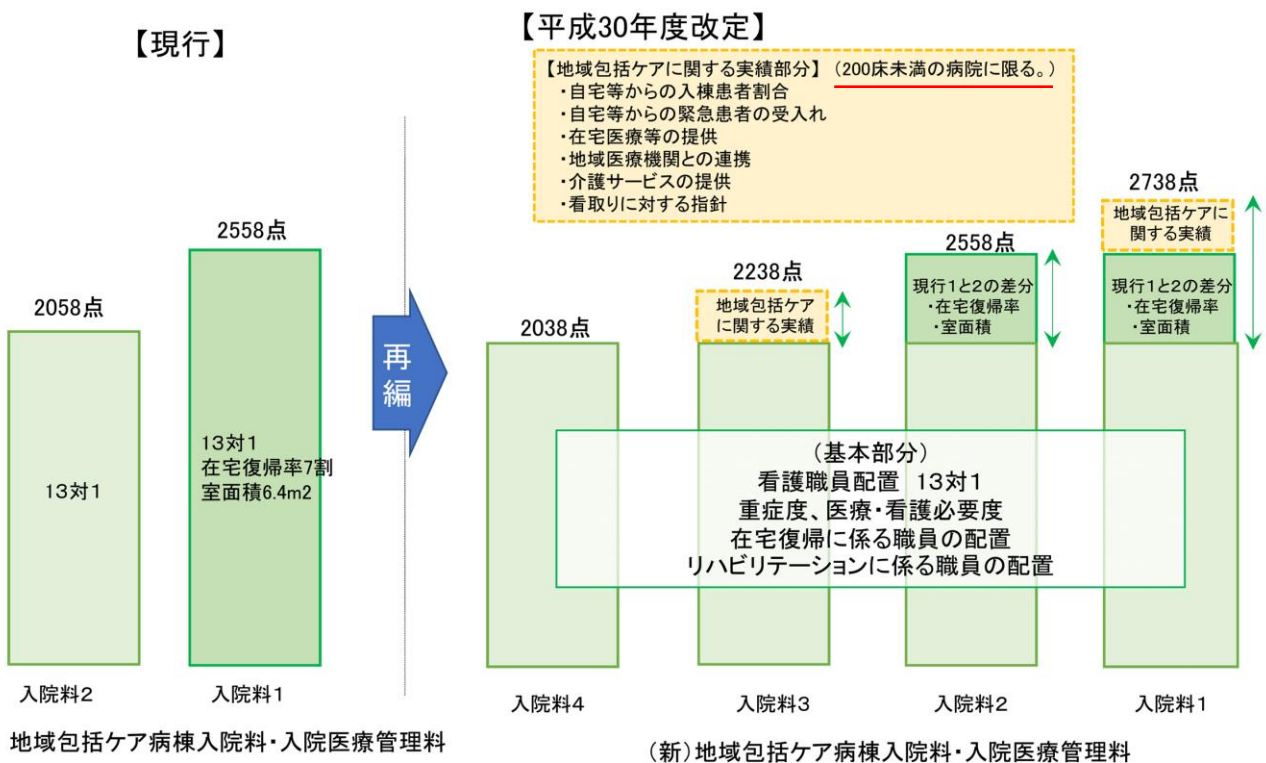 【現行】
2058点
13対1
入院料2
2558点
13対1
在宅復帰率7割
室面積6.4m2
入院料1
地域包括ケア病棟入院料・入院医療管理料
再編
【平成30年度改定】
【地域包括ケアに関する実績部分】 (200床未満の病院に限る。)
・自宅等からの入棟患者割合
・自宅等からの緊急患者の受入れ
・在宅医療等の提供
・地域医療機関との連携
・介護サービスの提供
・看取りに対する指針
2038点
2238点
地域包括ケア
に関する実績
2558点
現行1と2の差分
・在宅復帰率
・室面積
2738点
地域包括ケアに
関する実績
現行1と2の差分
・在宅復帰率
・室面積
(基本部分)
看護職員配置 13対1
重症度、医療・看護必要度
在宅復帰に係る職員の配置
リハビリテーションに係る職員の配置
入院料4
入院料3
入院料2
入院料1
(新)地域包括ケア病棟入院料・入院医療管理料